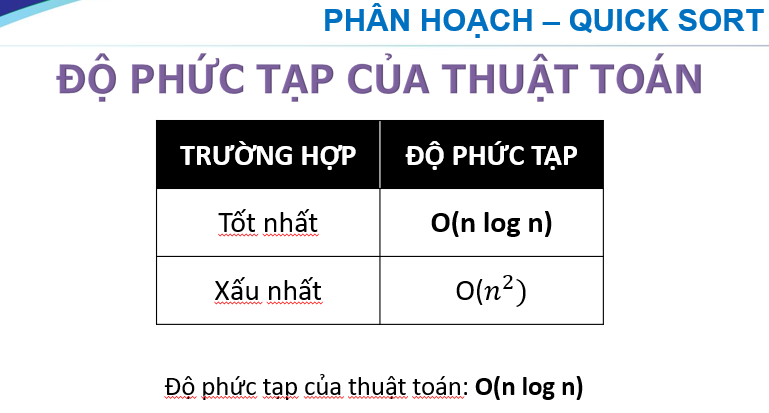 PHÂN HOẠCH – QUICK SORT
ĐỘ PHỨC TẠP CỦA THUẬT TOÁN
TRƯỜNG HỢP ĐỘ PHỨC TẠP
Tốt nhất O(n log n)
Xấu nhất O(n²)
Độ phức tạp của thuật toán: O(n log n)